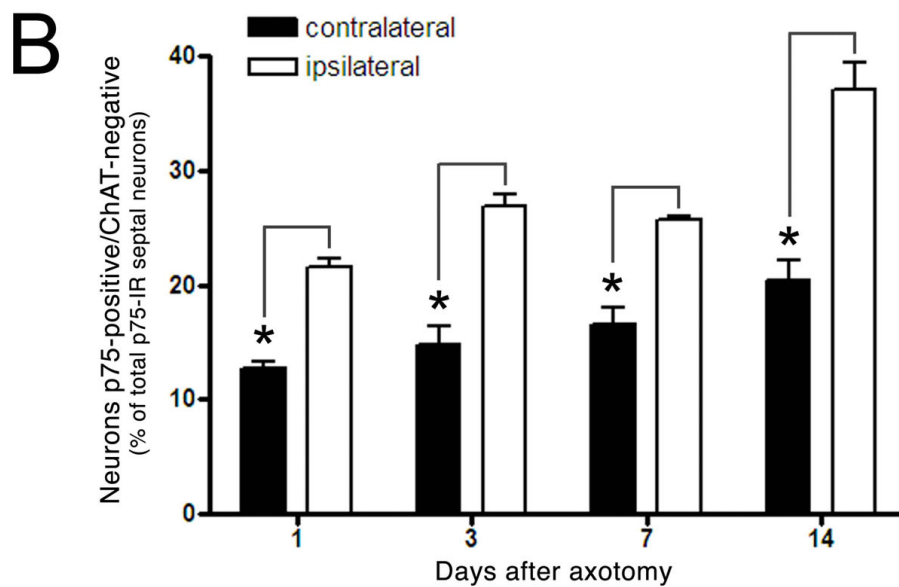 B
contralateral
ipsilateral
Neurons p75-positive/ChAT-negative
(% of total p75-IR septal neurons)
40
30
20
10
0
*
*
*
*
1 3 7 14
Days after axotomy